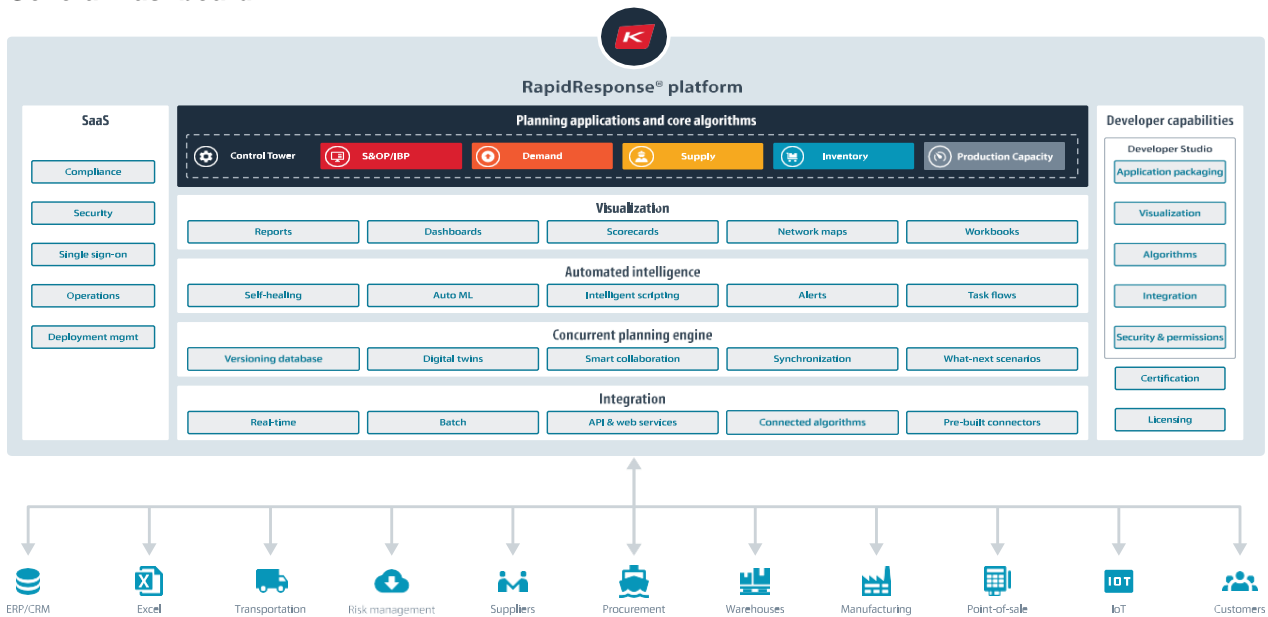 RapidResponse® platform
SaaS
Compliance
Security
Single sign-on
Operations
Deployment mgmt
Planning applications and core algorithms
Control Tower
S&OP/IBP
Demand
Supply
Inventory
Production Capacity
Visualization
Reports
Dashboards
Scorecards
Network maps
Workbooks
Automated intelligence
Self-healing
Auto ML
Intelligent scripting
Alerts
Task flows
Concurrent planning engine
Versioning database
Digital twins
Smart collaboration
Synchronization
What-next scenarios
Integration
Real-time
Batch
API & web services
Connected algorithms
Pre-built connectors
Developer capabilities
Developer Studio
Application packaging
Visualization
Algorithms
Integration
Security & permissions
Certification
Licensing
ERP/CRM
Excel
Transportation
Risk management
Suppliers
Procurement
Warehouses
Manufacturing
Point-of-sale
IOT
IoT
Customers